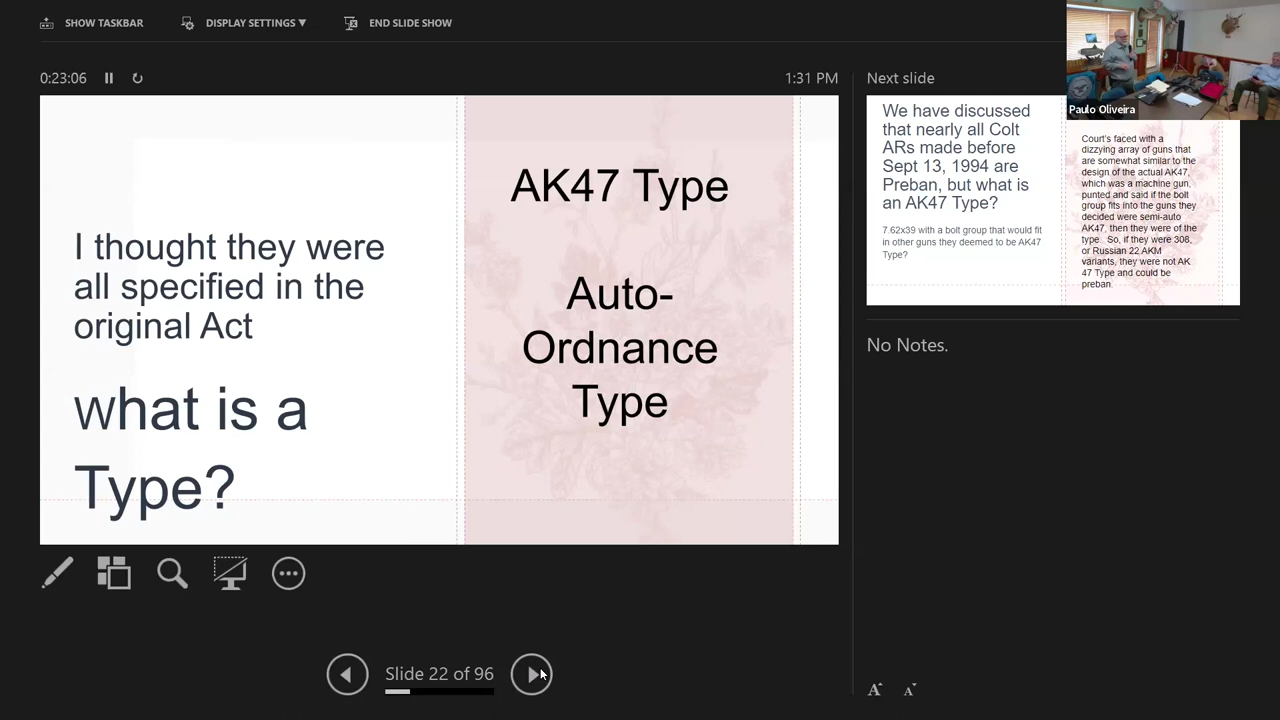 SHOW TASKBAR
DISPLAY SETTINGS ▼
END SLIDE SHOW
0:23:06
1:31 PM
I thought they were
all specified in the
original Act
what is a
Type?
AK47 Type
Auto-
Ordnance
Type
Slide 22 of 96
Next slide
Paulo Oliveira
We have discussed
that nearly all Colt
ARs made before
Sept 13, 1994 are
Preban, but what is
an AK47 Type?
7.62x39 with a bolt group that would fit
in other guns they deemed to be AK47
Type?
Court's faced with a
dizzying array of guns that
are somewhat similar to the
design of the actual AK47,
which was a machine gun,
punted and said if the bolt
group fits into the guns they
decided were semi-auto
AK47, then they were of the
type. So, if they were 308,
or Russian 22 AKM
variants, they were not AK
47 Type and could be
preban.
No Notes.
A A